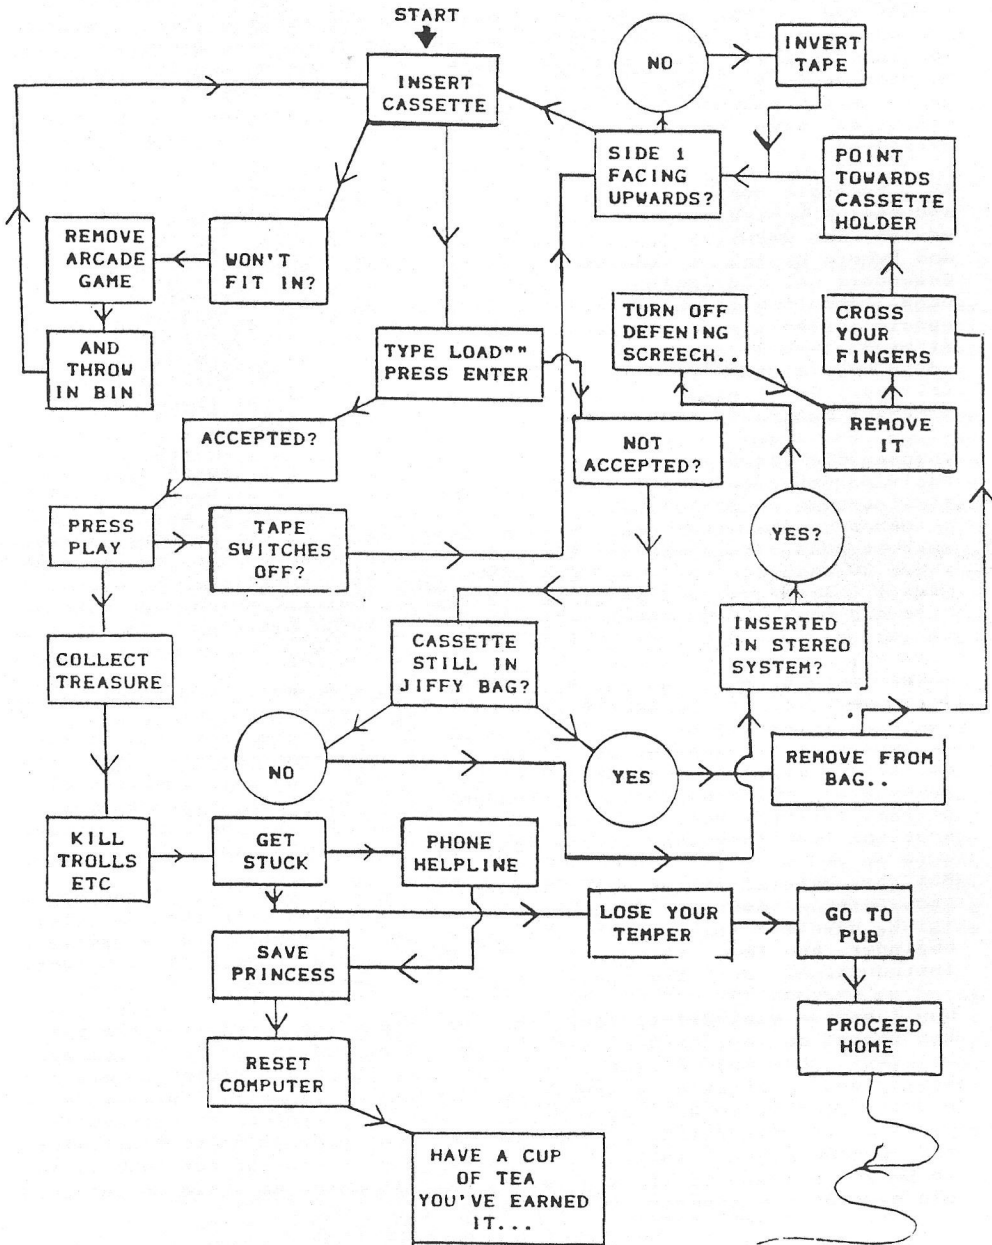 START
INSERT
CASSETTE
NO
INVERT
TAPE
SIDE 1
FACING
UPWARDS?
POINT
TOWARDS
CASSETTE
HOLDER
REMOVE
ARCADE
GAME
WON'T
FIT IN?
AND
THROW
IN BIN
TYPE LOAD""
PRESS ENTER
TURN OFF
DEFENING
SCREECH..
CROSS
YOUR
FINGERS
ACCEPTED?
NOT
ACCEPTED?
REMOVE
IT
PRESS
PLAY
TAPE
SWITCHES
OFF?
YES?
COLLECT
TREASURE
CASSETTE
STILL IN
JIFFY BAG?
INSERTED
IN STEREO
SYSTEM?
NO
YES
REMOVE FROM
BAG..
KILL
TROLLS
ETC
GET
STUCK
PHONE
HELPLINE
LOSE YOUR
TEMPER
GO TO
PUB
SAVE
PRINCESS
PROCEED
HOME
RESET
COMPUTER
HAVE A CUP
OF TEA
YOU'VE EARNED
IT...